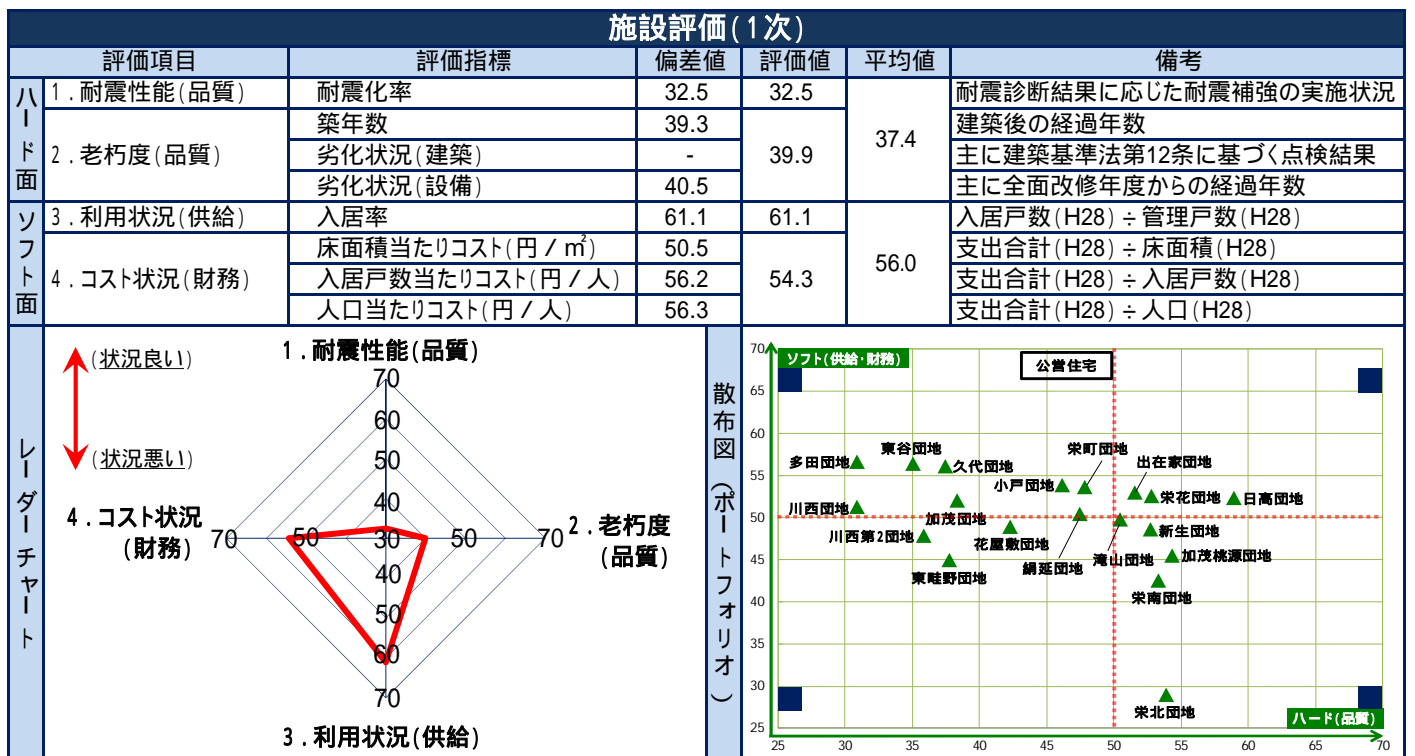 施設評価(1次)
評価項目 評価指標 偏差値 評価値 平均値 備考
ハード面
1．耐震性能(品質) 耐震化率 32.5 32.5 37.4 耐震診断結果に応じた耐震補強の実施状況
2．老朽度(品質) 築年数 39.3 39.9 建築後の経過年数
劣化状況(建築) - 主に建築基準法第12条に基づく点検結果
劣化状況(設備) 40.5 主に全面改修年度からの経過年数
ソフト面
3．利用状況(供給) 入居率 61.1 61.1 56.0 入居戸数(H28)÷管理戸数(H28)
4．コスト状況(財務) 床面積当たりコスト(円／㎡) 50.5 54.3 支出合計(H28)÷床面積(H28)
入居戸数当たりコスト(円／人) 56.2 支出合計(H28)÷入居戸数(H28)
人口当たりコスト(円／人) 56.3 支出合計(H28)÷人口(H28)
レーダーチャート
(状況良い)
(状況悪い)
1．耐震性能(品質)
70
60
50
40
4．コスト状況
(財務)
70 50 30 50 70
2．老朽度
(品質)
40
50
60
70
3．利用状況(供給)
散布図（ポートフォリオ）
70
65
60
55
50
45
40
35
30
25
ソフト(供給・財務)
公営住宅
多田団地
東谷団地
久代団地
栄町団地
出在家団地
小戸団地
栄花団地
日高団地
川西団地
加茂団地
川西第2団地
花屋敷団地
東畦野団地
絹延団地
滝山団地
新生団地
加茂桃源団地
栄南団地
栄北団地
ハード(品質)
25 30 35 40 45 50 55 60 65 70